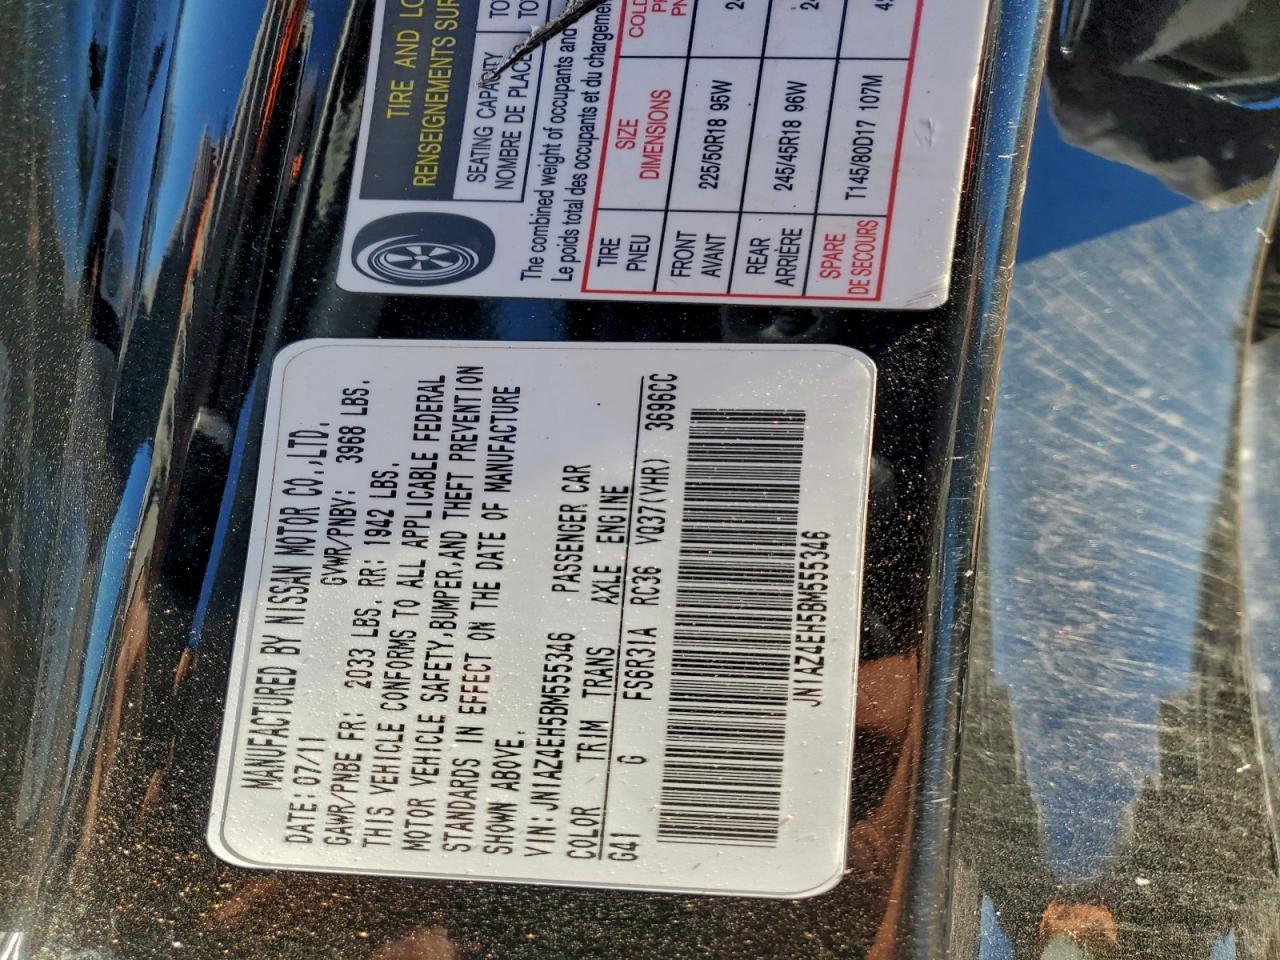 TIRE AND
RENSEIGNEMENTS SUR
SEATING CAPACITY
NOMBRE DE PLACES
The combined weight of occupants and
Le poids total des occupants et du chargement
TIRE SIZE COLD
PNEU DIMENSIONS
FRONT 225/50R18 95W
AVANT
REAR 245/45R18 96W
ARRIÈRE
SPARE T145/80D17 107M
DE SECOURS
MANUFACTURED BY NISSAN MOTOR CO.,LTD.
DATE:07/11 GVWR/PNBV: 3968 LBS.
GAWR/PNBE FR: 2033 LBS. RR: 1942 LBS.
THIS VEHICLE CONFORMS TO ALL APPLICABLE FEDERAL
MOTOR VEHICLE SAFETY,BUMPER,AND THEFT PREVENTION
STANDARDS IN EFFECT ON THE DATE OF MANUFACTURE
SHOWN ABOVE.
VIN:JN1AZ4EH5BM555346 PASSENGER CAR
COLOR TRIM TRANS AXLE ENGINE
G41 G FS6R31A RC36 VQ37(VHR) 3696CC
JN1AZ4EH5BM555346